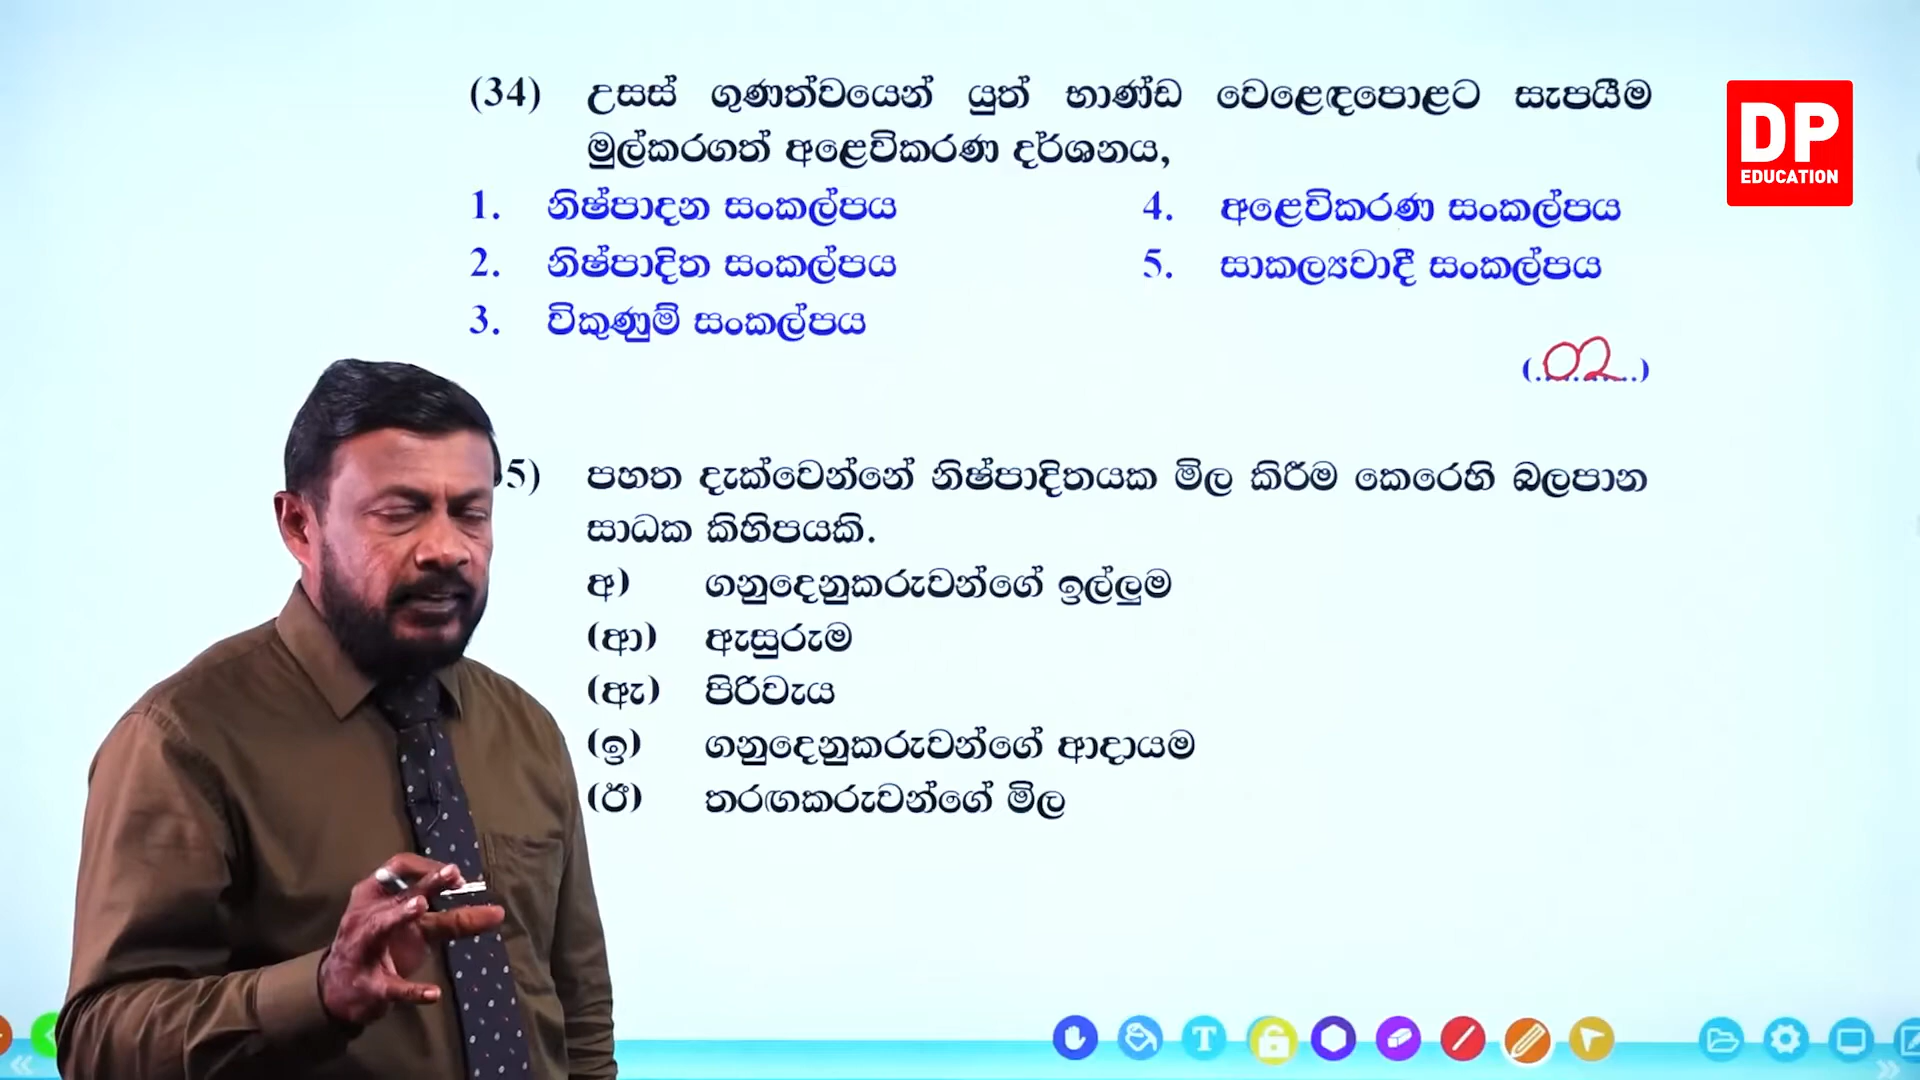 (34) උසස් ගුණත්වයෙන් යුත් භාණ්ඩ වෙළෙඳපොළට සැපයීම
මුල්කරගත් අළෙවිකරණ දර්ශනය,
1. නිෂ්පාදන සංකල්පය
2. නිෂ්පාදිත සංකල්පය
3. විකුණුම් සංකල්පය
4. අළෙවිකරණ සංකල්පය
5. සාකල්‍යවාදී සංකල්පය
(....02....)
5) පහත දැක්වෙන්නේ නිෂ්පාදිතයක මිල කිරීම කෙරෙහි බලපාන
සාධක කිහිපයකි.
අ) ගනුදෙනුකරුවන්ගේ ඉල්ලුම
(ආ) ඇසුරුම
(ඇ) පිරිවැය
(ඉ) ගනුදෙනුකරුවන්ගේ ආදායම
(ඊ) තරඟකරුවන්ගේ මිල
DP
EDUCATION